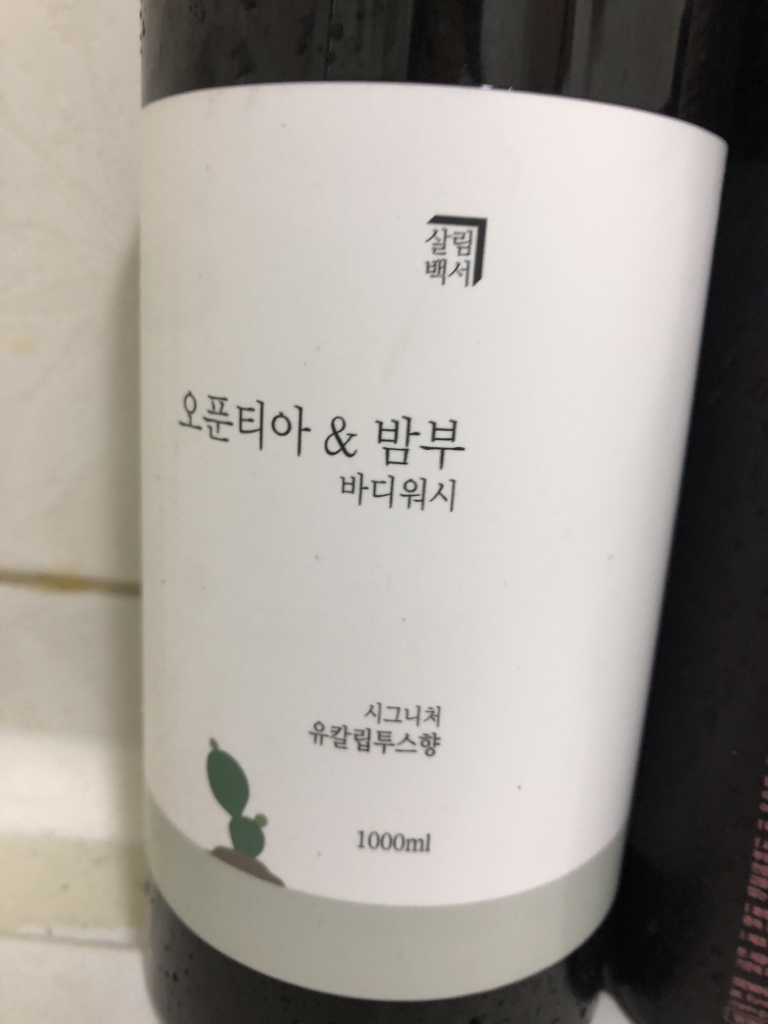 살림
백서
오푼티아 & 밤부
바디워시
시그니처
유칼립투스향
1000ml